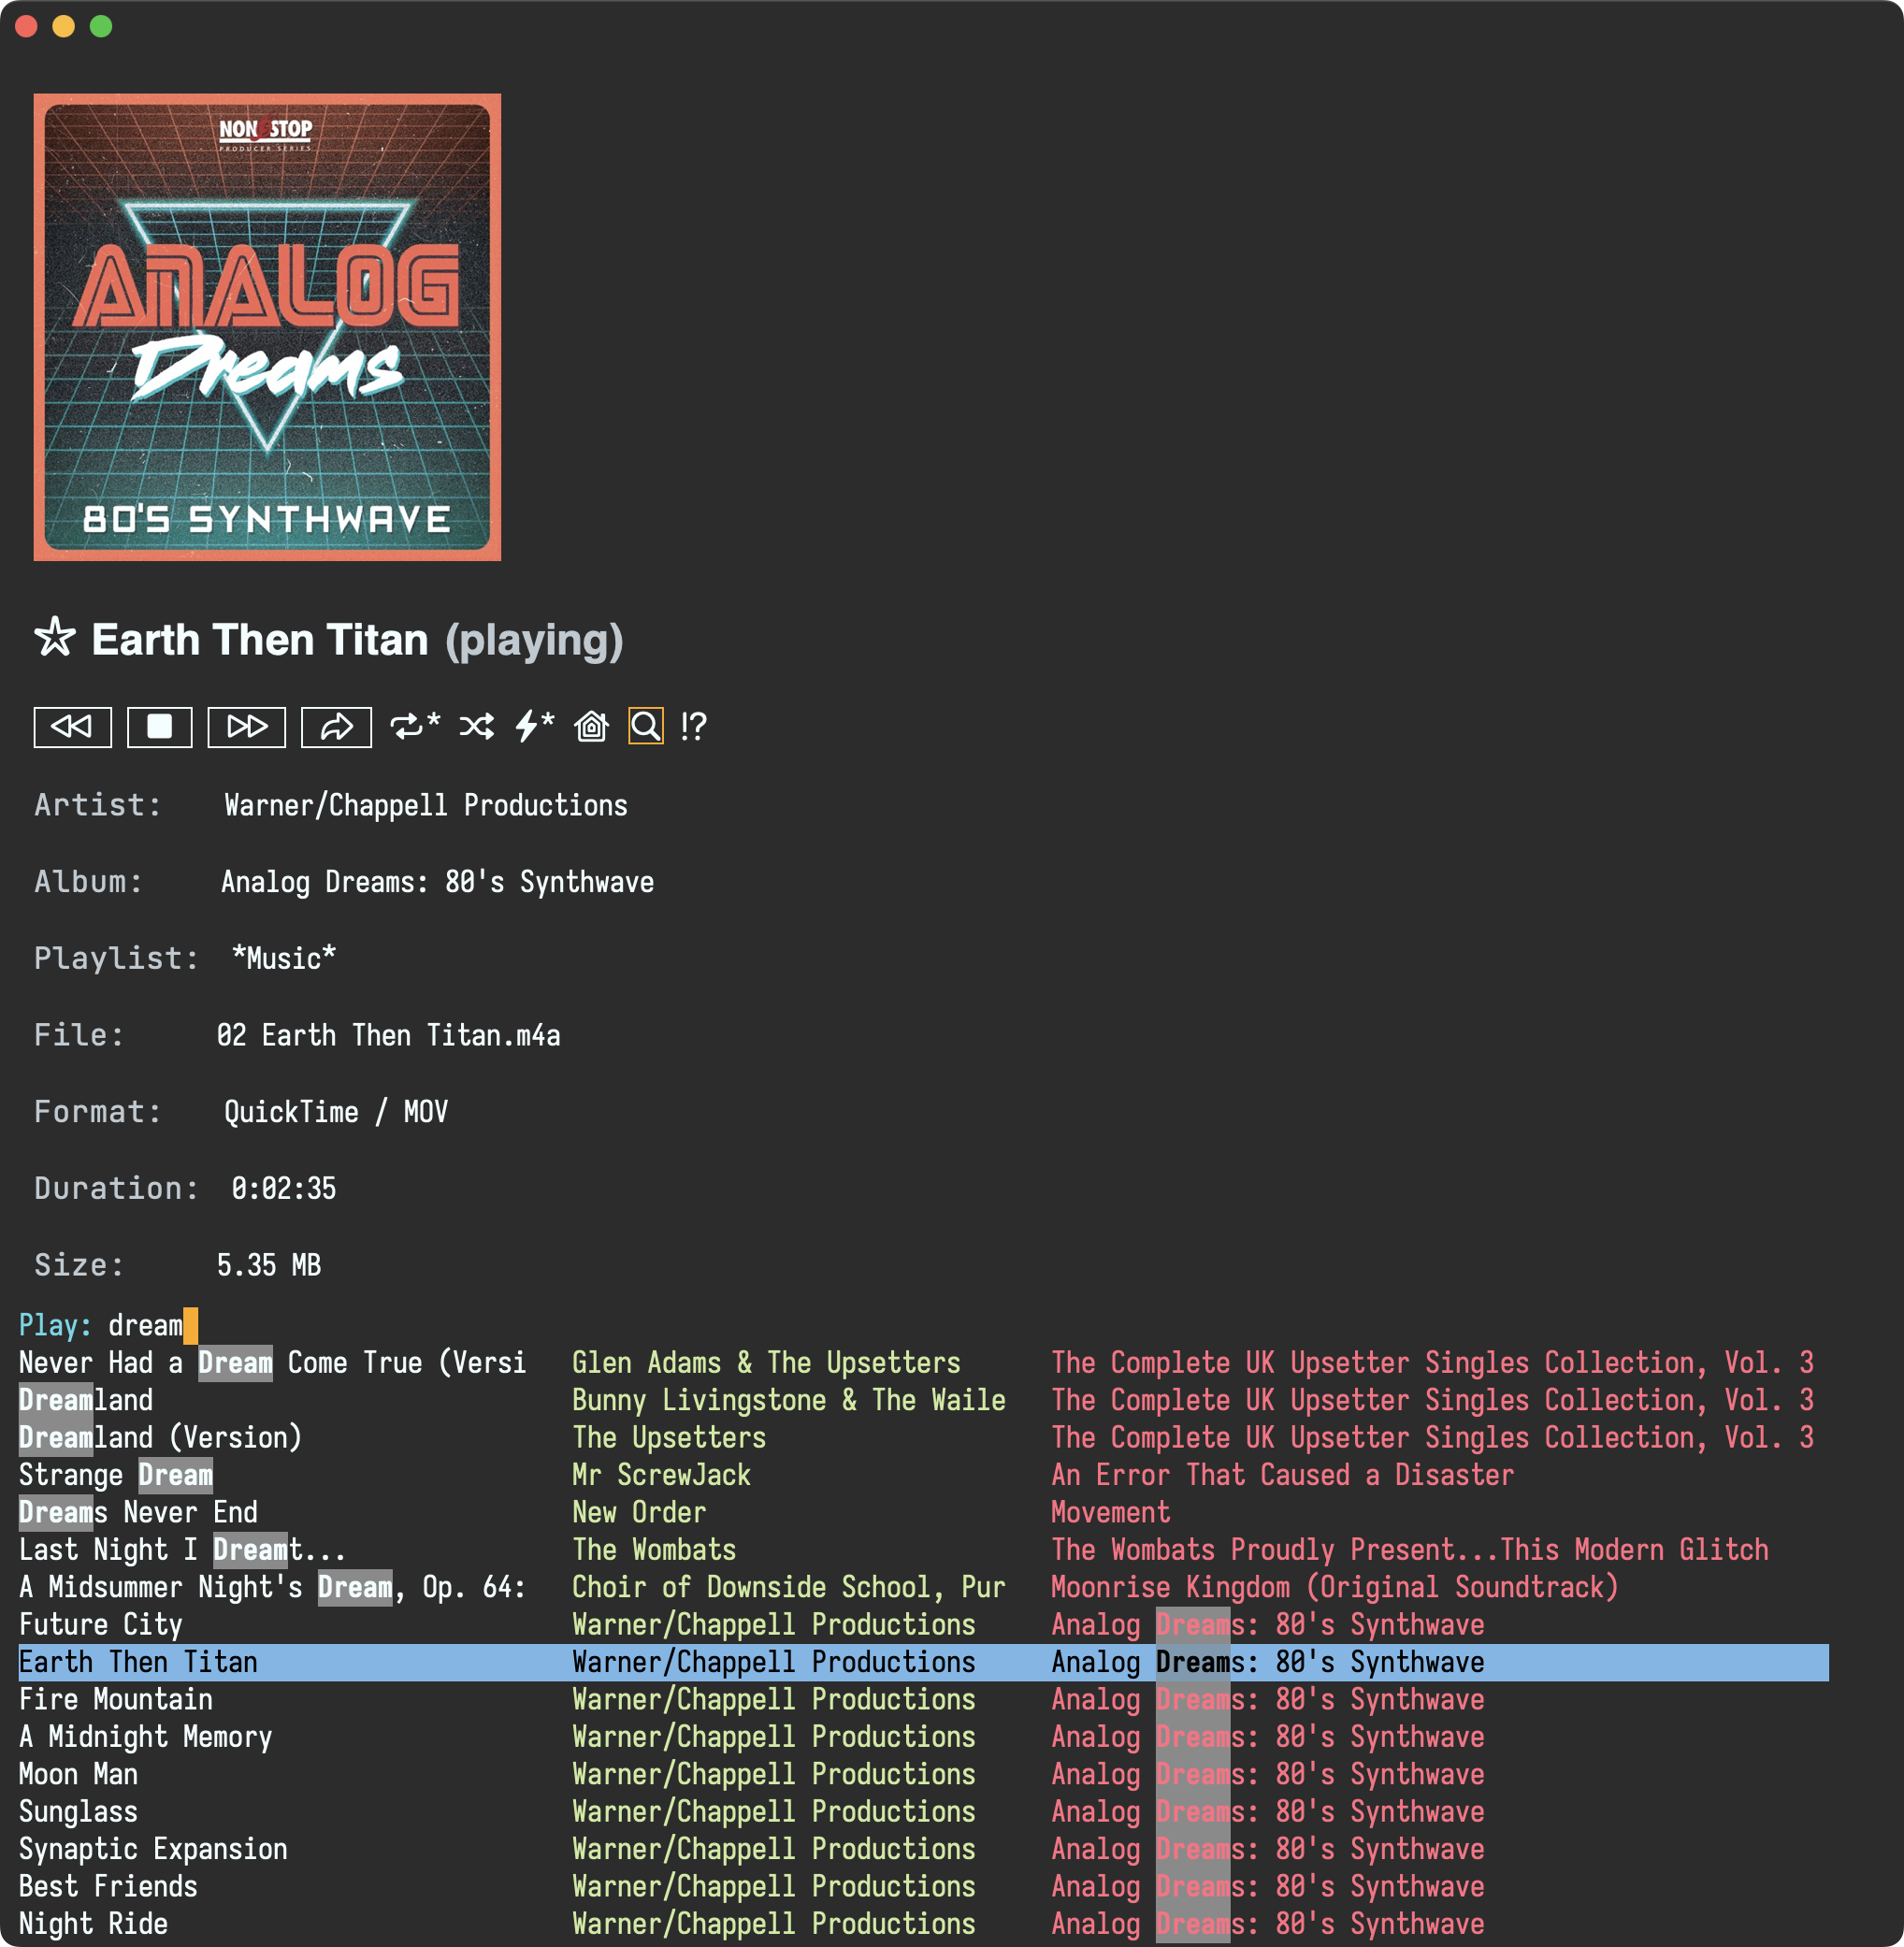 NON STOP
PRODUCER SERIES
ANALOG
Dreams
80'S SYNTHWAVE
Earth Then Titan (playing)
* * !?
Artist: Warner/Chappell Productions
Album: Analog Dreams: 80's Synthwave
Playlist: *Music*
File: 02 Earth Then Titan.m4a
Format: QuickTime / MOV
Duration: 0:02:35
Size: 5.35 MB
Play: dream
Never Had a Dream Come True (Versi Glen Adams & The Upsetters The Complete UK Upsetter Singles Collection, Vol. 3
Dreamland Bunny Livingstone & The Waile The Complete UK Upsetter Singles Collection, Vol. 3
Dreamland (Version) The Upsetters The Complete UK Upsetter Singles Collection, Vol. 3
Strange Dream Mr ScrewJack An Error That Caused a Disaster
Dreams Never End New Order Movement
Last Night I Dreamt... The Wombats The Wombats Proudly Present...This Modern Glitch
A Midsummer Night's Dream, Op. 64: Choir of Downside School, Pur Moonrise Kingdom (Original Soundtrack)
Future City Warner/Chappell Productions Analog Dreams: 80's Synthwave
Earth Then Titan Warner/Chappell Productions Analog Dreams: 80's Synthwave
Fire Mountain Warner/Chappell Productions Analog Dreams: 80's Synthwave
A Midnight Memory Warner/Chappell Productions Analog Dreams: 80's Synthwave
Moon Man Warner/Chappell Productions Analog Dreams: 80's Synthwave
Sunglass Warner/Chappell Productions Analog Dreams: 80's Synthwave
Synaptic Expansion Warner/Chappell Productions Analog Dreams: 80's Synthwave
Best Friends Warner/Chappell Productions Analog Dreams: 80's Synthwave
Night Ride Warner/Chappell Productions Analog Dreams: 80's Synthwave